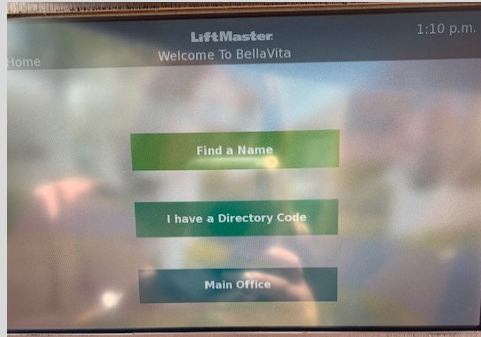 LiftMaster
1:10 p.m.
Welcome To BellaVita
Home
Find a Name
I have a Directory Code
Main Office